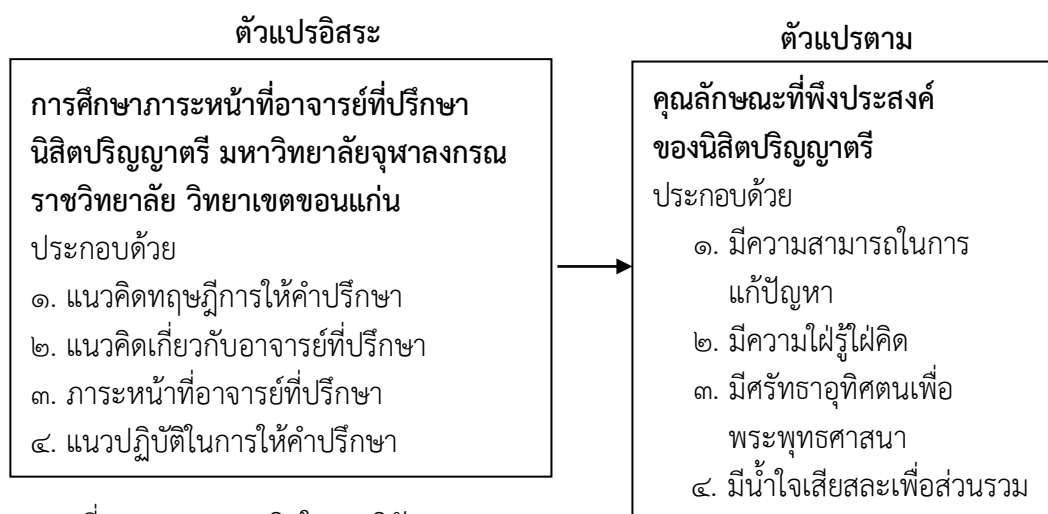 ตัวแปรอิสระ
การศึกษาภาระหน้าที่อาจารย์ที่ปรึกษา
นิสิตปริญญาตรี มหาวิทยาลัยจุฬาลงกรณ
ราชวิทยาลัย วิทยาเขตขอนแก่น
ประกอบด้วย
๑. แนวคิดทฤษฎีการให้คำปรึกษา
๒. แนวคิดเกี่ยวกับอาจารย์ที่ปรึกษา
๓. ภาระหน้าที่อาจารย์ที่ปรึกษา
๔. แนวปฏิบัติในการให้คำปรึกษา
ตัวแปรตาม
คุณลักษณะที่พึงประสงค์
ของนิสิตปริญญาตรี
ประกอบด้วย
๑. มีความสามารถในการ
แก้ปัญหา
๒. มีความใฝ่รู้ใฝ่คิด
๓. มีศรัทธาอุทิศตนเพื่อ
พระพุทธศาสนา
๔. มีน้ำใจเสียสละเพื่อส่วนรวม